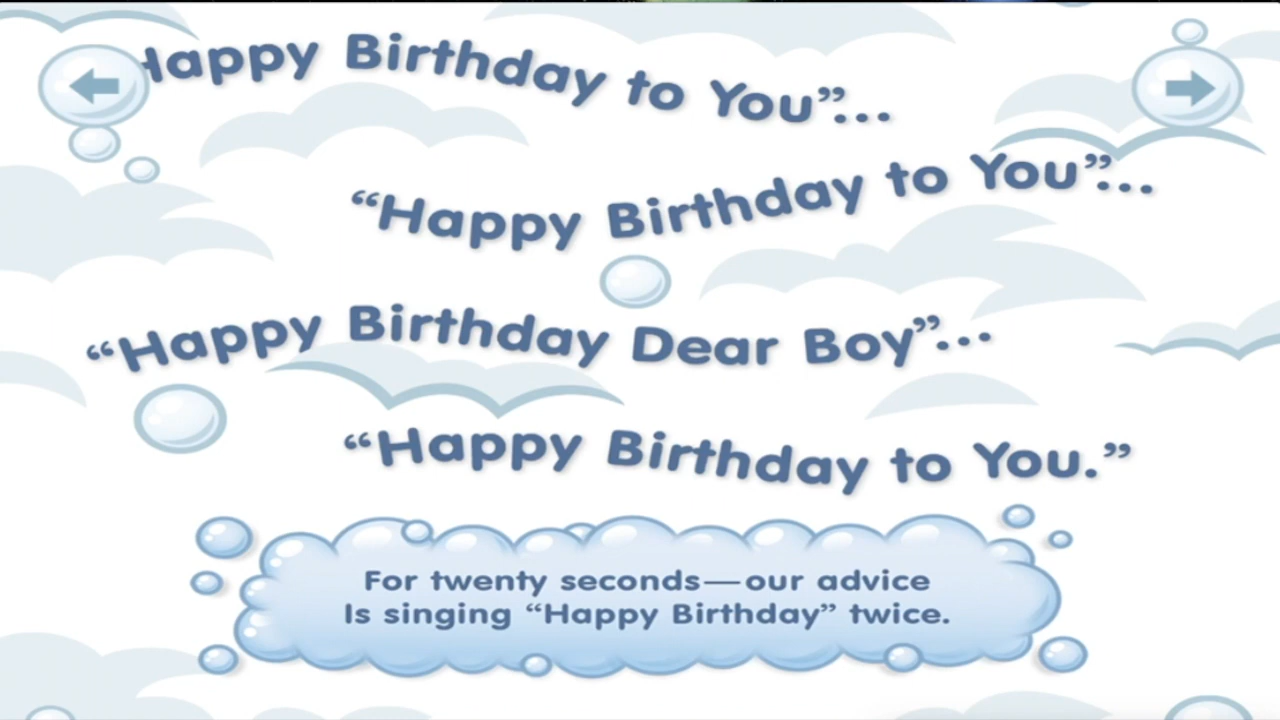 Happy Birthday to You”...
“Happy Birthday to You”...
“Happy Birthday Dear Boy”...
“Happy Birthday to You.”
For twenty seconds—our advice
Is singing “Happy Birthday” twice.